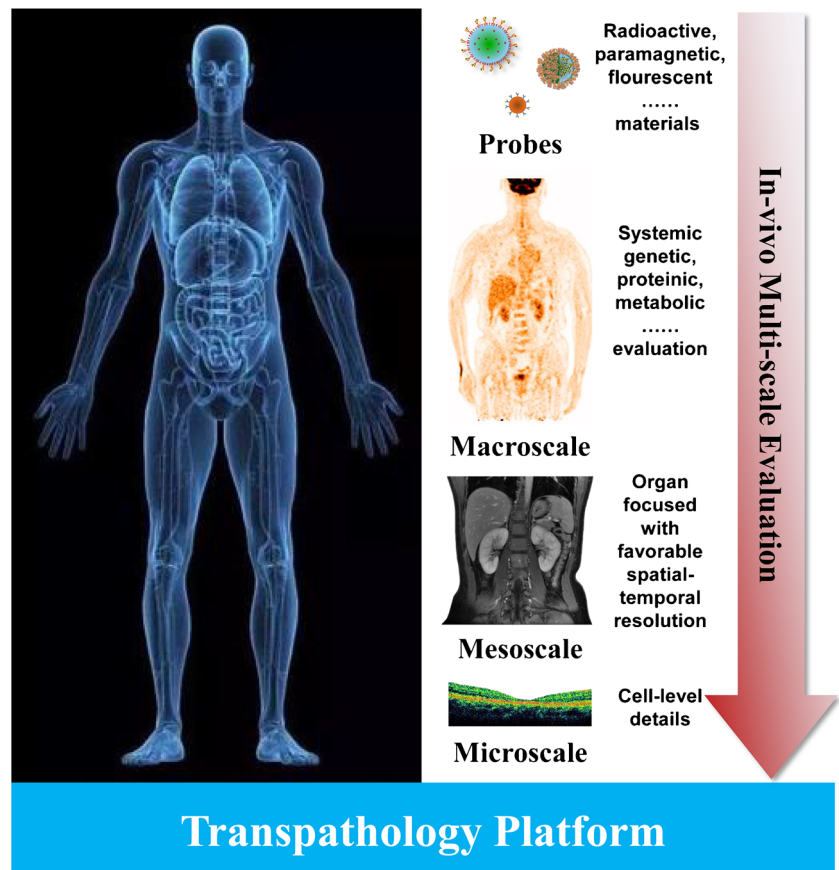 Radioactive,
paramagnetic,
flourescent
......
materials
Probes
Systemic
genetic,
proteinic,
metabolic
......
evaluation
Macroscale
Organ
focused
with
favorable
spatial-
temporal
resolution
Mesoscale
Cell-level
details
Microscale
In-vivo Multi-scale Evaluation
Transpathology Platform